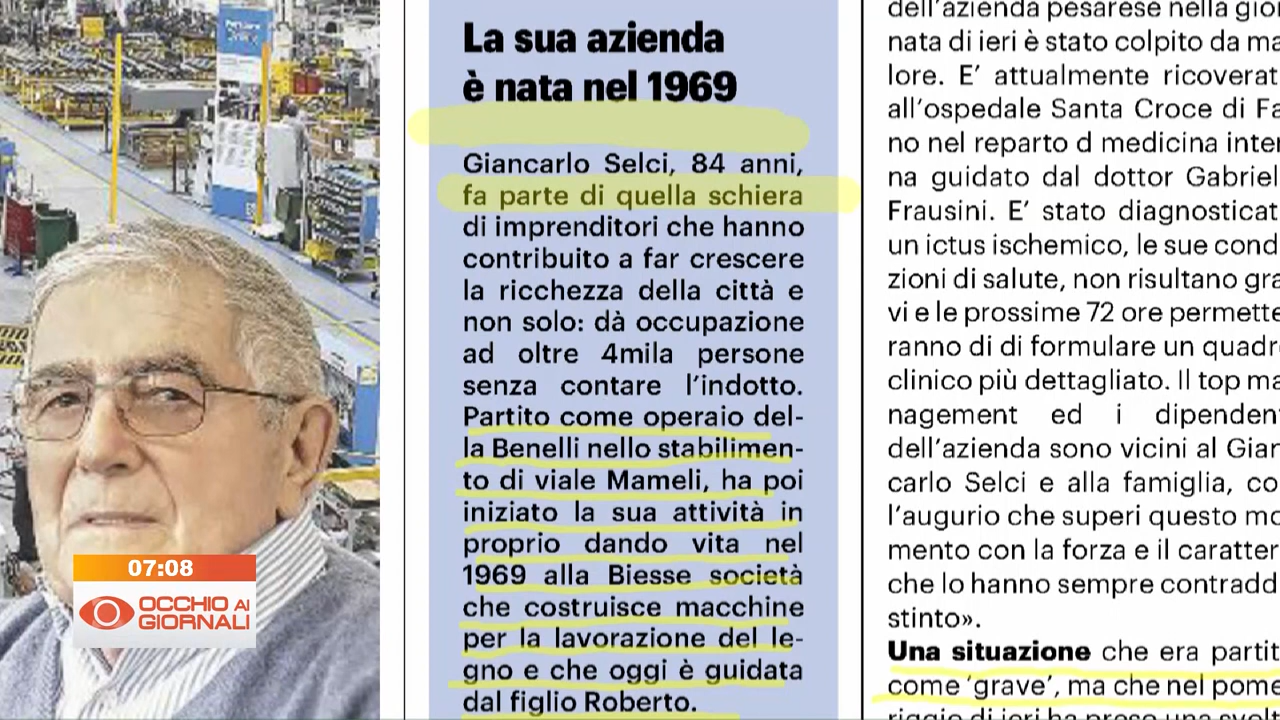 La sua azienda
è nata nel 1969
Giancarlo Selci, 84 anni,
fa parte di quella schiera
di imprenditori che hanno
contribuito a far crescere
la ricchezza della città e
non solo: dà occupazione
ad oltre 4mila persone
senza contare l'indotto.
Partito come operaio del-
la Benelli nello stabilimen-
to di viale Mameli, ha poi
iniziato la sua attività in
proprio dando vita nel
1969 alla Biesse società
che costruisce macchine
per la lavorazione del le-
gno e che oggi è guidata
dal figlio Roberto.
dell'azienda pesarese nella gior
nata di ieri è stato colpito da ma
lore. E' attualmente ricoverat
all'ospedale Santa Croce di Fa
no nel reparto d medicina inter
na guidato dal dottor Gabriel
Frausini. E' stato diagnosticat
un ictus ischemico, le sue cond
zioni di salute, non risultano gra
vi e le prossime 72 ore permette
ranno di di formulare un quadr
clinico più dettagliato. Il top ma
nagement ed i dipenden
dell'azienda sono vicini al Gian
carlo Selci e alla famiglia, co
l'augurio che superi questo mo
mento con la forza e il caratter
che lo hanno sempre contradd
stinto».
Una situazione che era partit
come 'grave', ma che nel pome
riggio di ieri ha preso una svolt
07:08
OCCHIO AI
GIORNALI